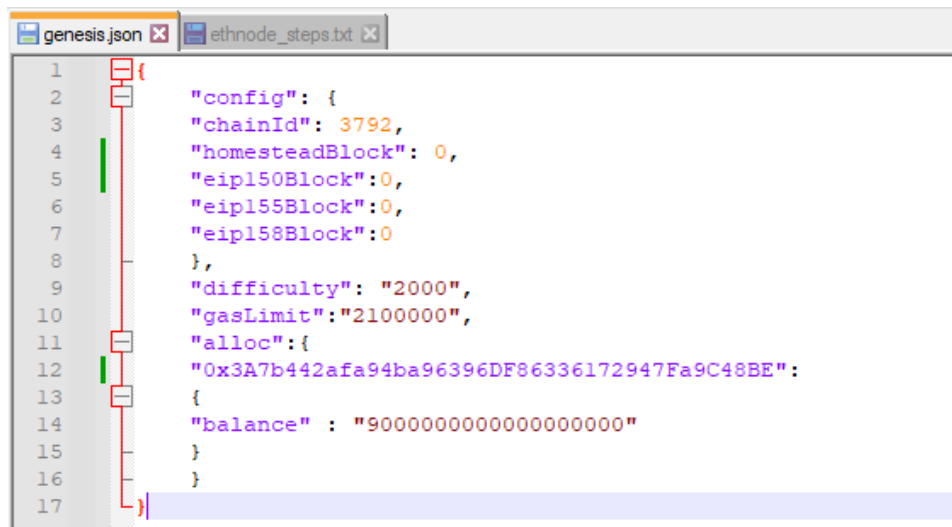 genesis.json ethnode_steps.txt
1 {
2 "config": {
3 "chainId": 3792,
4 "homesteadBlock": 0,
5 "eip150Block":0,
6 "eip155Block":0,
7 "eip158Block":0
8 },
9 "difficulty": "2000",
10 "gasLimit":"2100000",
11 "alloc":{
12 "0x3A7b442afa94ba96396DF86336172947Fa9C48BE":
13 {
14 "balance" : "9000000000000000000"
15 }
16 }
17 }